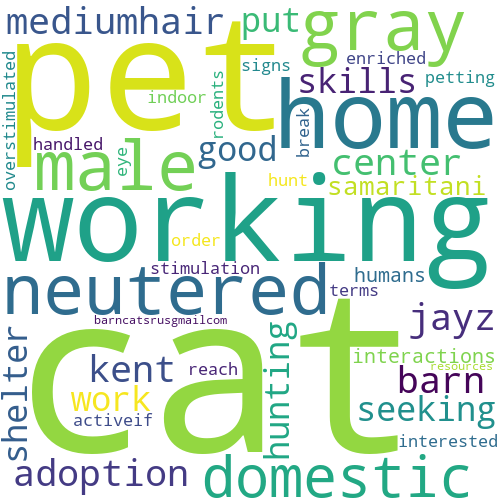 mediumhair
put
gray
pet
signs
enriched
skills
petting
overstimulated
indoor
rodents
break
home
handled
eye
good
male
center
hunt
samaritani
working
order
stimulation
humans
neutered
terms
barncatsrusgmailcom
jayz
shelter
cat
hunting
interactions
kent
reach
resources
barn
work
seeking
activeif
interested
adoption
domestic